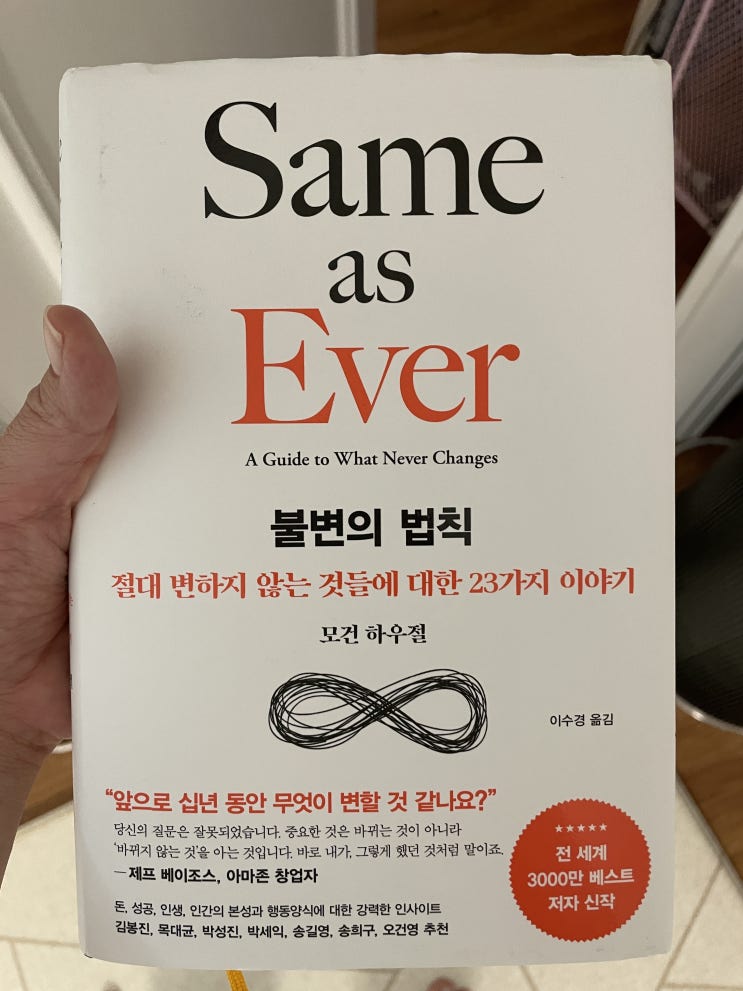 Same
as
Ever
A Guide to What Never Changes
불변의 법칙
절대 변하지 않는 것들에 대한 23가지 이야기
모건 하우절
이수경 옮김
“앞으로 십년 동안 무엇이 변할 것 같나요?”
당신의 질문은 잘못되었습니다. 중요한 것은 바뀌는 것이 아니라
‘바뀌지 않는 것’을 아는 것입니다. 바로 내가, 그렇게 했던 것처럼 말이죠.
— 제프 베이조스, 아마존 창업자
돈, 성공, 인생, 인간의 본성과 행동양식에 대한 강력한 인사이트
김봉진, 목대균, 박성진, 박세익, 송길영, 송희구, 오건영 추천
★★★★★
전 세계
3000만 베스트
저자 신작